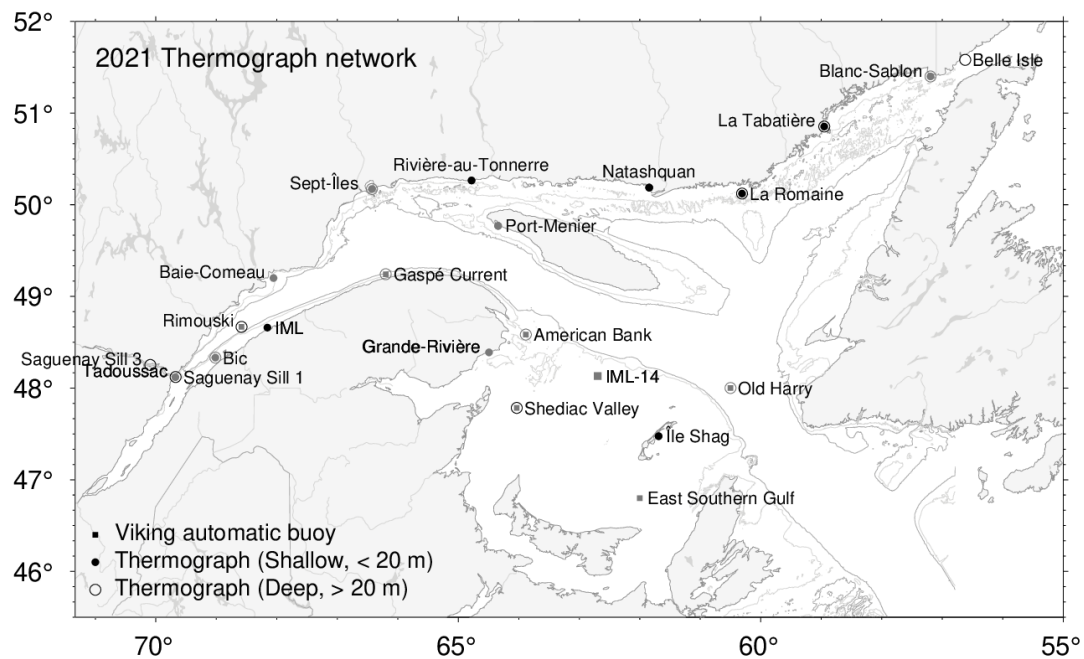 52°
2021 Thermograph network
Belle Isle
Blanc-Sablon
51°
La Tabatière
Rivière-au-Tonnerre
Natashquan
Sept-Îles
La Romaine
50°
Port-Menier
Baie-Comeau
Gaspé Current
49°
Rimouski
IML
American Bank
Grande-Rivière
Saguenay Sill 3
Bic
Tadoussac
Saguenay Sill 1
IML-14
48°
Old Harry
Shediac Valley
Île Shag
47°
East Southern Gulf
Viking automatic buoy
Thermograph (Shallow, < 20 m)
46°
Thermograph (Deep, > 20 m)
70°
65°
60°
55°